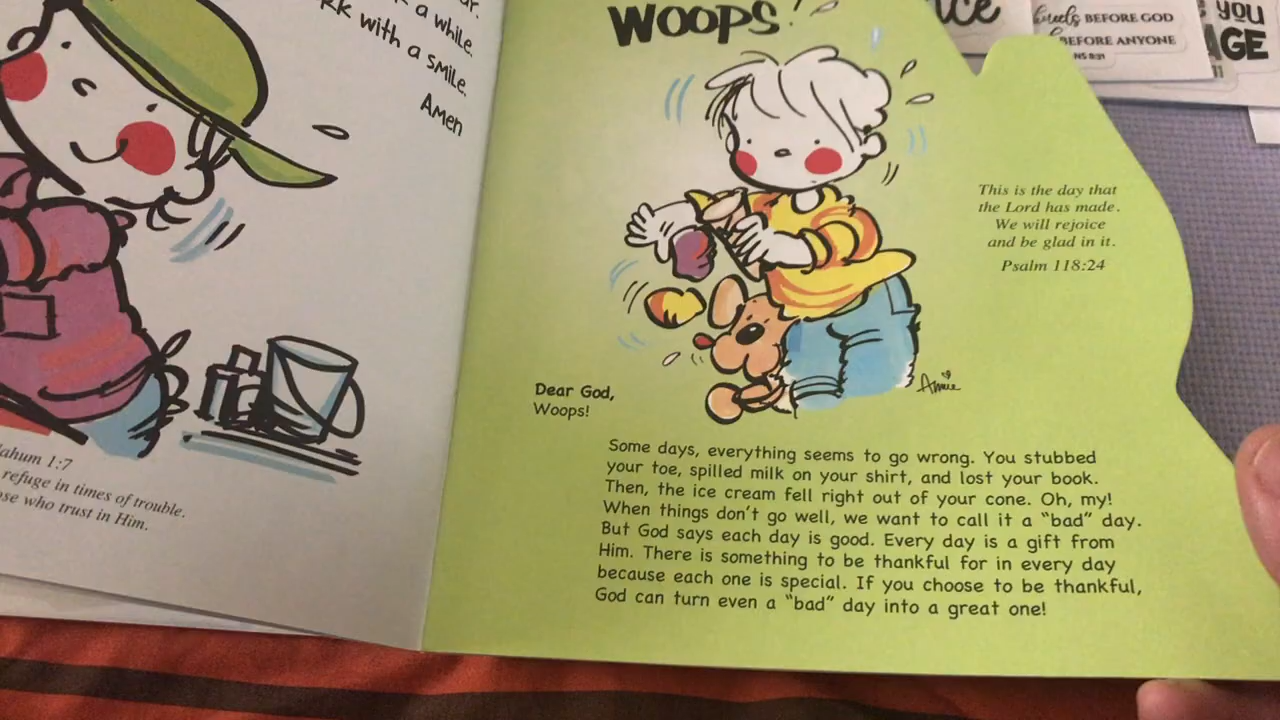 a while.
with a smile.
Amen
ahum 1:7
refuge in times of trouble.
ose who trust in Him.
WOOPS!
This is the day that
the Lord has made.
We will rejoice
and be glad in it.
Psalm 118:24
Amie
Dear God,
Woops!
Some days, everything seems to go wrong. You stubbed
your toe, spilled milk on your shirt, and lost your book.
Then, the ice cream fell right out of your cone. Oh, my!
When things don't go well, we want to call it a "bad" day.
But God says each day is good. Every day is a gift from
Him. There is something to be thankful for in every day
because each one is special. If you choose to be thankful,
God can turn even a "bad" day into a great one!
BEFORE GOD
BEFORE ANYONE
YOU
AGE